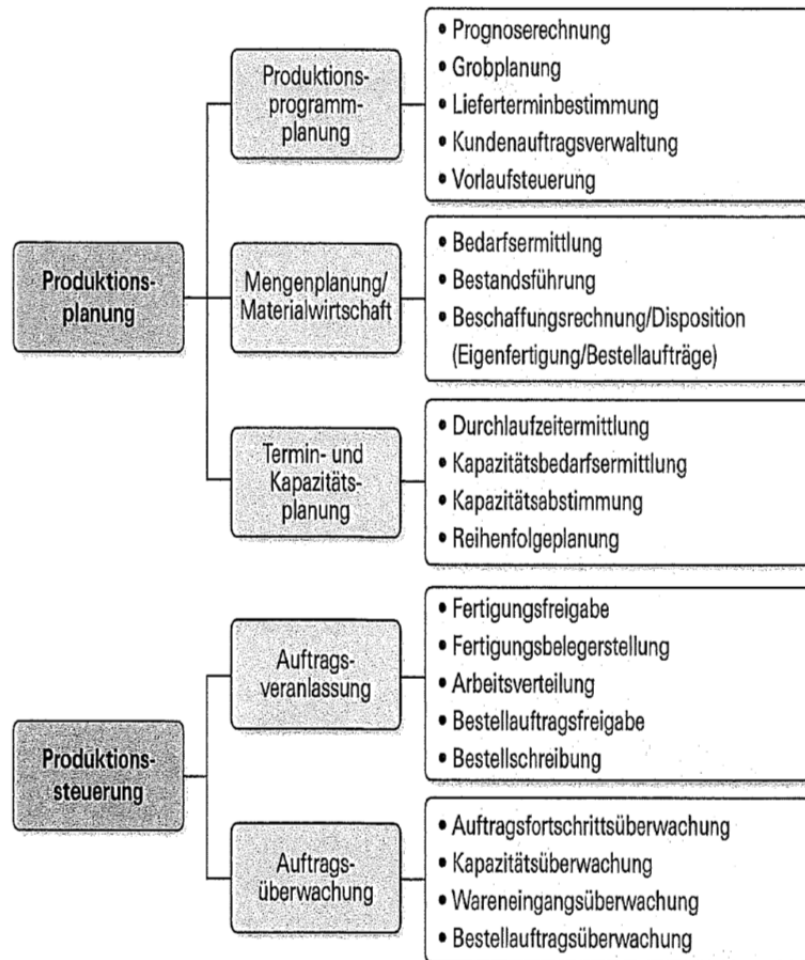 Produktions-
planung
Produktions-
programm-
planung
• Prognoserechnung
• Grobplanung
• Lieferterminbestimmung
• Kundenauftragsverwaltung
• Vorlaufsteuerung
Mengenplanung/
Materialwirtschaft
• Bedarfsermittlung
• Bestandsführung
• Beschaffungsrechnung/Disposition
(Eigenfertigung/Bestellaufträge)
Termin- und
Kapazitäts-
planung
• Durchlaufzeitermittlung
• Kapazitätsbedarfsermittlung
• Kapazitätsabstimmung
• Reihenfolgeplanung
Produktions-
steuerung
Auftrags-
veranlassung
• Fertigungsfreigabe
• Fertigungsbelegerstellung
• Arbeitsverteilung
• Bestellauftragsfreigabe
• Bestellschreibung
Auftrags-
überwachung
• Auftragsfortschrittsüberwachung
• Kapazitätsüberwachung
• Wareneingangsüberwachung
• Bestellauftragsüberwachung